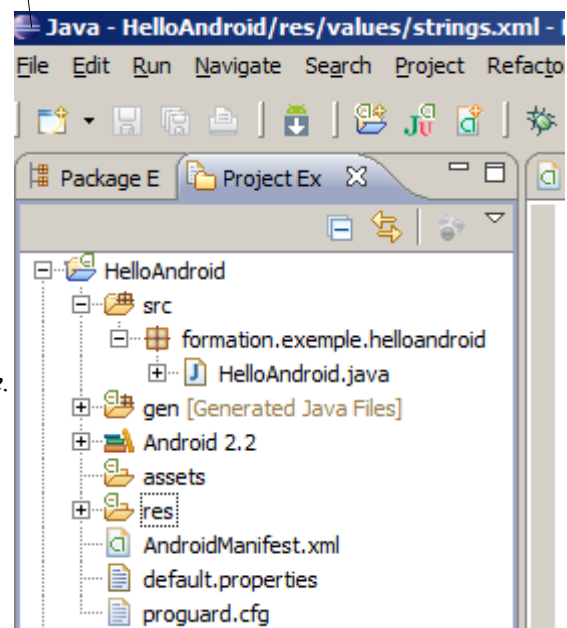 Java - HelloAndroid/res/values/strings.xml -
File Edit Run Navigate Search Project Refacto
Package E Project Ex
HelloAndroid
src
formation.exemple.helloandroid
J HelloAndroid.java
e.
gen [Generated Java Files]
Android 2.2
assets
res
AndroidManifest.xml
default.properties
proguard.cfg